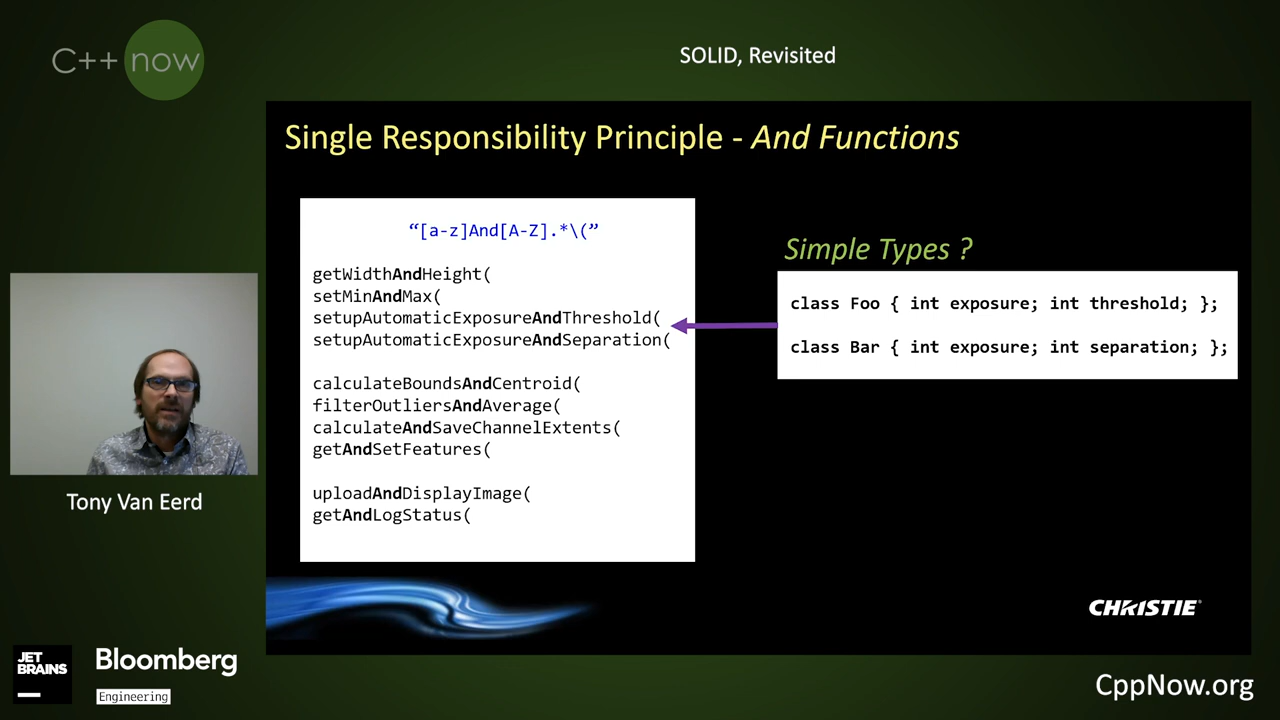 C++ now
SOLID, Revisited
Single Responsibility Principle - And Functions
“[a-z]And[A-Z].*\(”
getWidthAndHeight(
setMinAndMax(
setupAutomaticExposureAndThreshold(
setupAutomaticExposureAndSeparation(
calculateBoundsAndCentroid(
filterOutliersAndAverage(
calculateAndSaveChannelExtents(
getAndSetFeatures(
uploadAndDisplayImage(
getAndLogStatus(
Simple Types ?
class Foo { int exposure; int threshold; };
class Bar { int exposure; int separation; };
CHRISTIE®
Tony Van Eerd
JET
BRAINS
Bloomberg
Engineering
CppNow.org